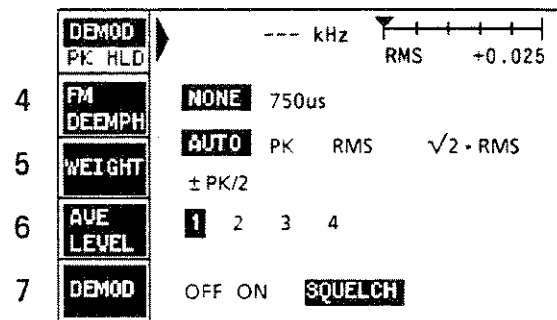 DEMOD --- kHz
PK HLD RMS +0.025
4 FM DEEMPH NONE 750us
5 WEIGHT AUTO PK RMS √2 • RMS
± PK/2
6 AVE LEVEL 1 2 3 4
7 DEMOD OFF ON SQUELCH